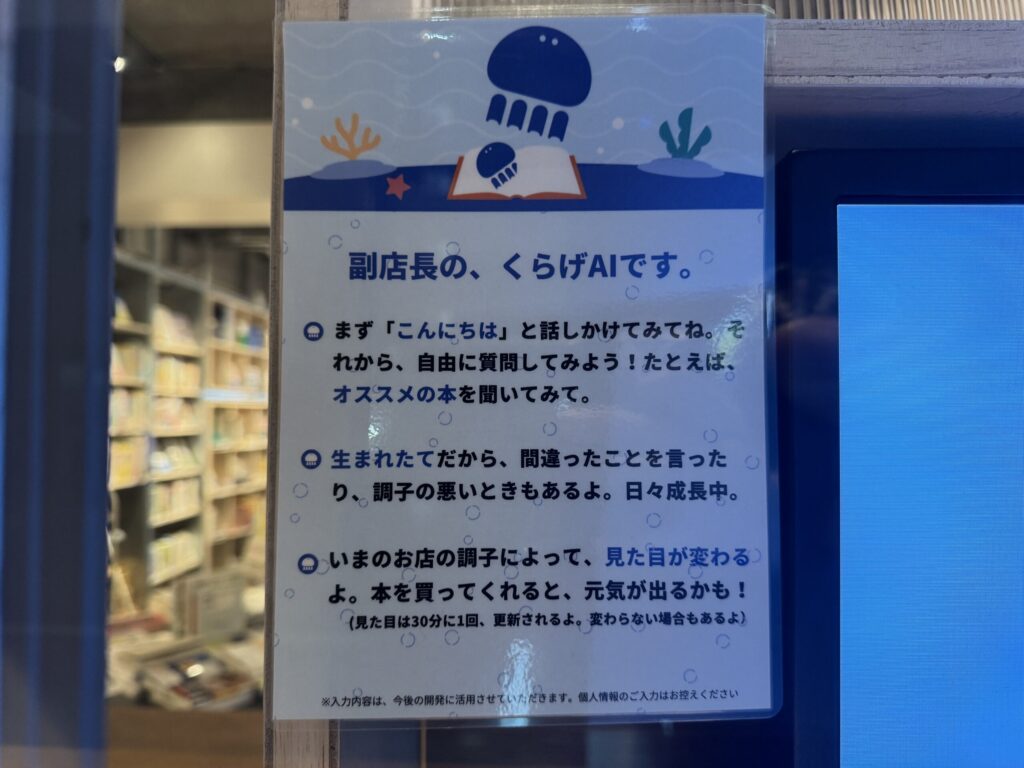 副店長の、くらげAIです。
まず「こんにちは」と話しかけてみてね。そ
れから、自由に質問してみよう！たとえば、
オススメの本を聞いてみて。
生まれたてだから、間違ったことを言った
り、調子の悪いときもあるよ。日々成長中。
いまのお店の調子によって、見た目が変わる
よ。本を買ってくれると、元気が出るかも！
(見た目は30分に1回、更新されるよ。変わらない場合もあるよ)
※入力内容は、今後の開発に活用させていただきます。個人情報のご入力はお控えください